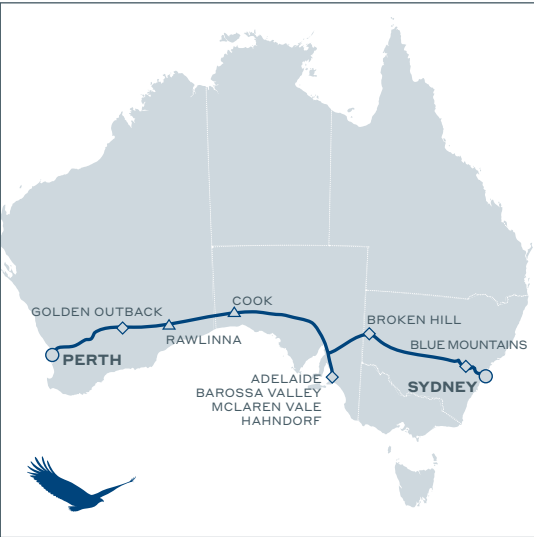 COOK
GOLDEN OUTBACK
BROKEN HILL
RAWLINNA
BLUE MOUNTAINS
PERTH
ADELAIDE
BAROSSA VALLEY
MCLAREN VALE
HAHNDORF
SYDNEY